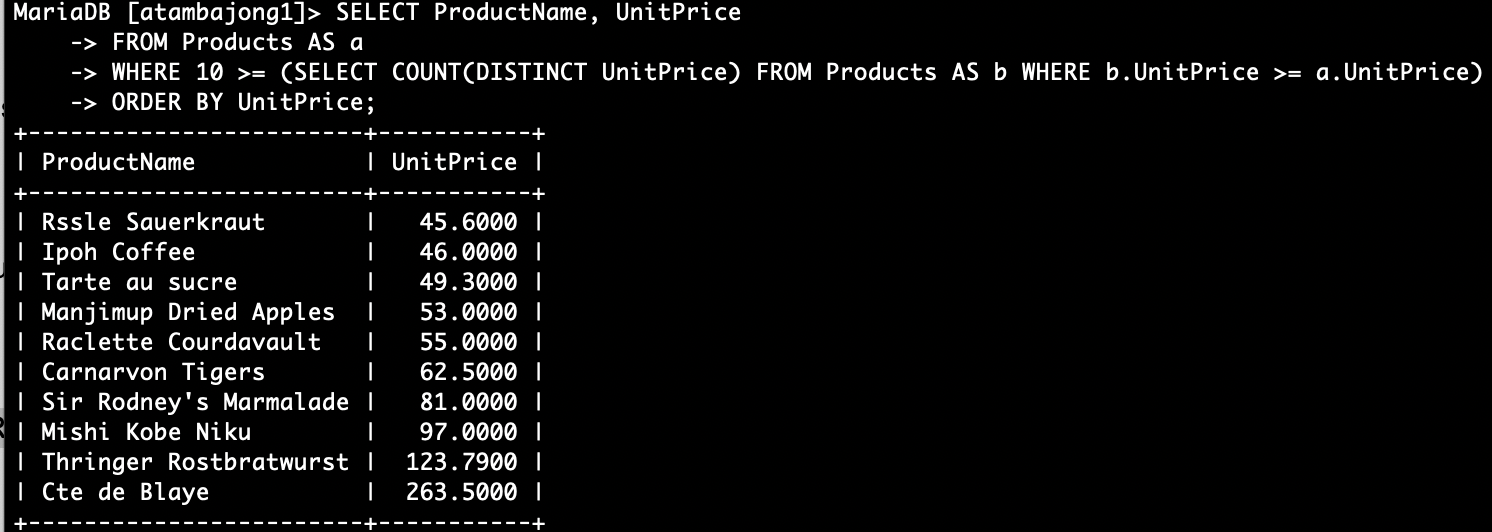 MariaDB [atambajong1]> SELECT ProductName, UnitPrice
    -> FROM Products AS a
    -> WHERE 10 >= (SELECT COUNT(DISTINCT UnitPrice) FROM Products AS b WHERE b.UnitPrice >= a.UnitPrice)
    -> ORDER BY UnitPrice;
+------------------------+-----------+
| ProductName            | UnitPrice |
+------------------------+-----------+
| Rssle Sauerkraut       |   45.6000 |
| Ipoh Coffee            |   46.0000 |
| Tarte au sucre         |   49.3000 |
| Manjimup Dried Apples  |   53.0000 |
| Raclette Courdavault   |   55.0000 |
| Carnarvon Tigers       |   62.5000 |
| Sir Rodney's Marmalade |   81.0000 |
| Mishi Kobe Niku        |   97.0000 |
| Thringer Rostbratwurst |  123.7900 |
| Cte de Blaye           |  263.5000 |
+------------------------+-----------+